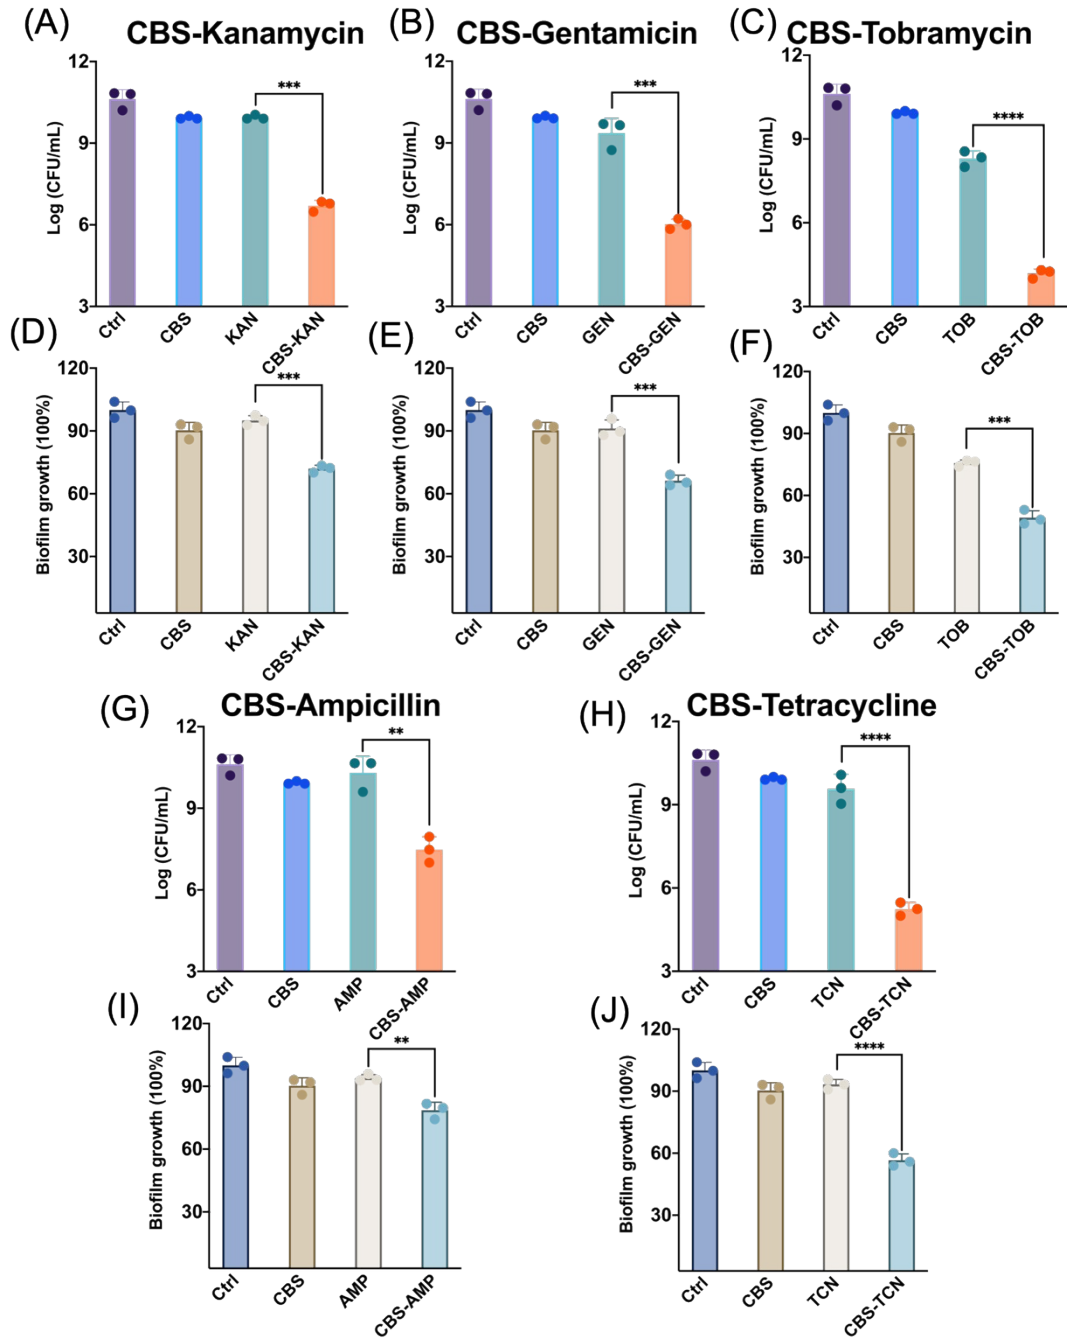 (A) CBS-Kanamycin
12
9
6
3
Log (CFU/mL)
***
Ctrl
CBS
KAN
CBS-KAN
(B) CBS-Gentamicin
12
9
6
3
Log (CFU/mL)
***
Ctrl
CBS
GEN
CBS-GEN
(C) CBS-Tobramycin
12
9
6
3
Log (CFU/mL)
****
Ctrl
CBS
TOB
CBS-TOB
(D)
120
90
60
30
Biofilm growth (100%)
***
Ctrl
CBS
KAN
CBS-KAN
(E)
120
90
60
30
Biofilm growth (100%)
***
Ctrl
CBS
GEN
CBS-GEN
(F)
120
90
60
30
Biofilm growth (100%)
***
Ctrl
CBS
TOB
CBS-TOB
(G) CBS-Ampicillin
12
9
6
3
Log (CFU/mL)
**
Ctrl
CBS
AMP
CBS-AMP
(H) CBS-Tetracycline
12
9
6
3
Log (CFU/mL)
****
Ctrl
CBS
TCN
CBS-TCN
(I)
120
90
60
30
Biofilm growth (100%)
**
Ctrl
CBS
AMP
CBS-AMP
(J)
120
90
60
30
Biofilm growth (100%)
****
Ctrl
CBS
TCN
CBS-TCN